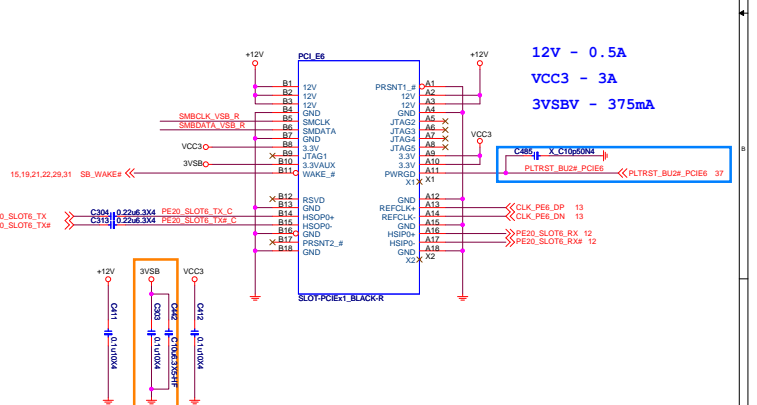 12V - 0.5A
VCC3 - 3A
3VSBV - 375mA
+12V
PCI_E6
+12V
B1 12V PRSNT1_# A1
B2 12V 12V A2
B3 12V 12V A3
B4 GND GND A4
SMBCLK_VSB_R B5 SMCLK JTAG2 A5
SMBDATA_VSB_R B6 SMDATA JTAG3 A6
B7 GND JTAG4 A7
VCC3 B8 3.3V JTAG5 A8
VCC3
B9 JTAG1 3.3V A9
3VSB B10 3.3VAUX 3.3V A10
15,19,21,22,29,31 SB_WAKE# B11 WAKE_# PWRGD A11
X1 X1
C485 X_C10p50N4
PLTRST_BU2#_PCIE6
PLTRST_BU2#_PCIE6 37
B
B12 RSVD GND A12
B13 GND REFCLK+ A13 CLK_PE6_DP 13
0_SLOT6_TX C304 0.22u6.3X4 PE20_SLOT6_TX_C B14 HSOP0+ REFCLK- A14 CLK_PE6_DN 13
0_SLOT6_TX# C313 0.22u6.3X4 PE20_SLOT6_TX#_C B15 HSOP0- GND A15
B16 GND HSIP0+ A16 PE20_SLOT6_RX 12
B17 PRSNT2_# HSIP0- A17 PE20_SLOT6_RX# 12
B18 GND GND A18
X2 X2
SLOT-PCIEx1_BLACK-R
+12V
3VSB
VCC3
C411
0.1u10X4
C303
0.1u10X4
C442
C10u6.3X5HF
C412
0.1u10X4